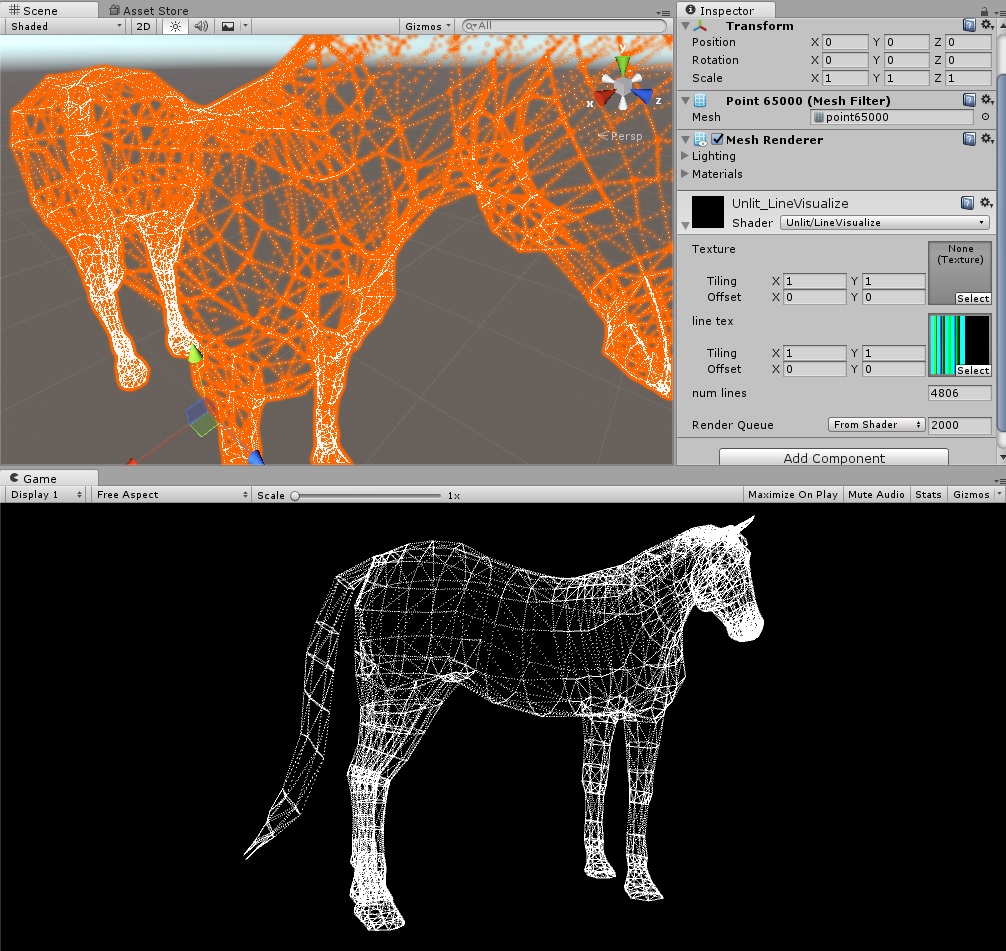 Scene
Asset Store
Shaded
2D
Gizmos
All
y
x
z
Persp
Inspector
Transform
Position X 0 Y 0 Z 0
Rotation X 0 Y 0 Z 0
Scale X 1 Y 1 Z 1
Point 65000 (Mesh Filter)
Mesh point65000
Mesh Renderer
Lighting
Materials
Unlit_LineVisualize
Shader Unlit/LineVisualize
Texture
None
(Texture)
Tiling X 1 Y 1
Offset X 0 Y 0
Select
line tex
Tiling X 1 Y 1
Offset X 0 Y 0
Select
num lines 4806
Render Queue From Shader 2000
Add Component
Game
Display 1
Free Aspect
Scale 1x
Maximize On Play
Mute Audio
Stats
Gizmos